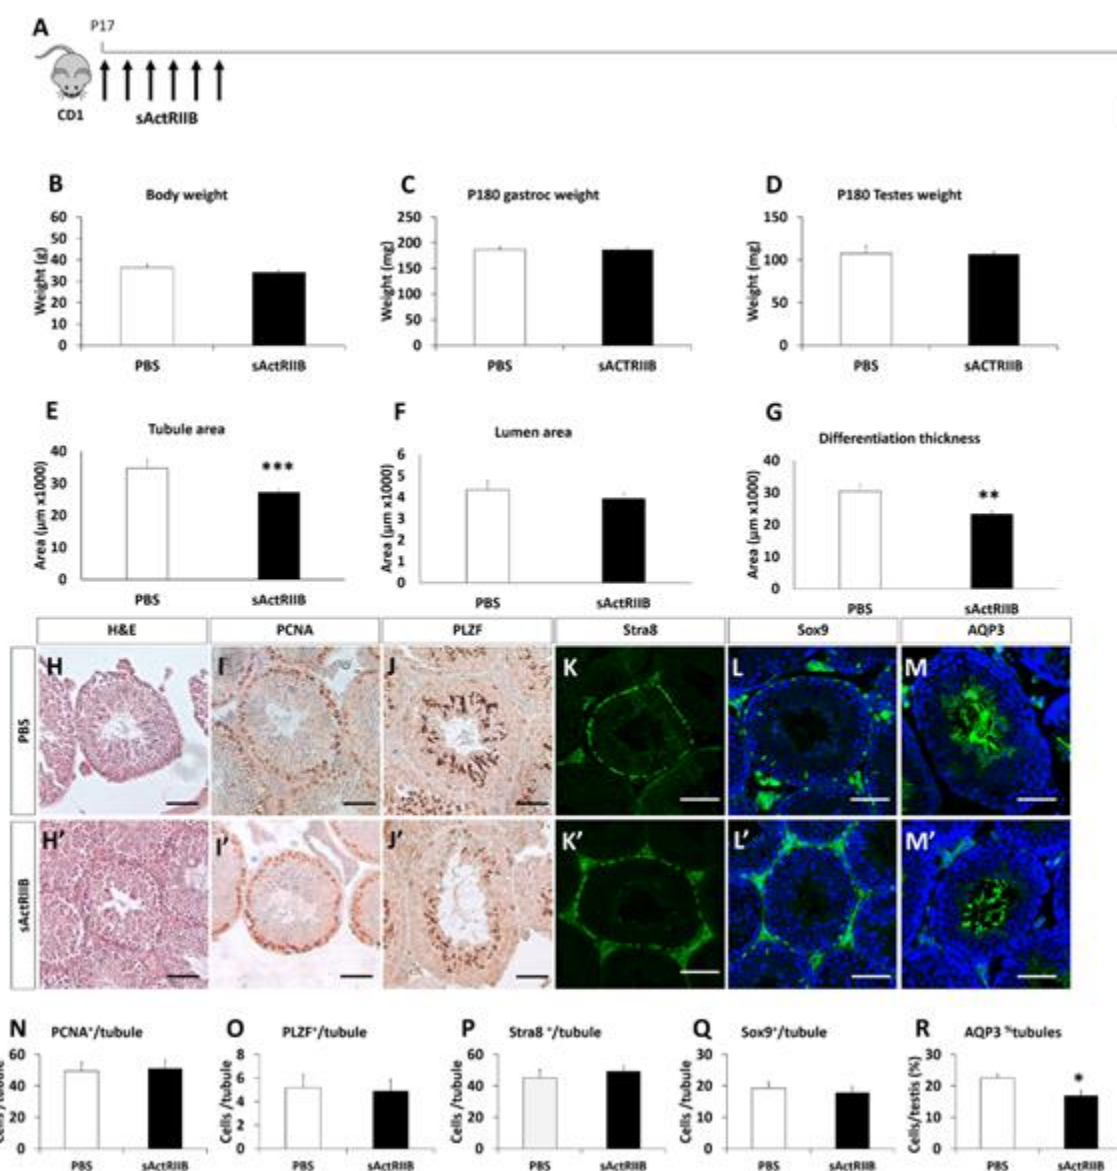 A
P17
CD1
sActRIIB
B
Body weight
Weight (g)
60
50
40
30
20
10
0
PBS
sActRIIB
C
P180 gastroc weight
Weight (mg)
250
200
150
100
50
0
PBS
sACTRIIB
D
P180 Testes weight
Weight (mg)
150
100
50
0
PBS
sACTRIIB
E
Tubule area
Area (µm x1000)
40
30
20
10
0
***
PBS
sActRIIB
F
Lumen area
Area (µm x1000)
6
5
4
3
2
1
0
PBS
sActRIIB
G
Differentiation thickness
Area (µm x1000)
40
30
20
10
0
**
PBS
sActRIIB
H&E
PCNA
PLZF
Stra8
Sox9
AQP3
PBS
H
I
J
K
L
M
sActRIIB
H'
I'
J'
K'
L'
M'
N
PCNA⁺/tubule
Cells /tubule
60
40
20
0
PBS
sActRIIB
O
PLZF⁺/tubule
Cells /tubule
8
6
4
2
0
PBS
sActRIIB
P
Stra8 ⁺/tubule
Cells /tubule
60
40
20
0
PBS
sActRIIB
Q
Sox9⁺/tubule
Cells /tubule
30
20
10
0
PBS
sActRIIB
R
AQP3 %tubules
Cells/testis (%)
30
20
10
0
*
PBS
sActRIIB